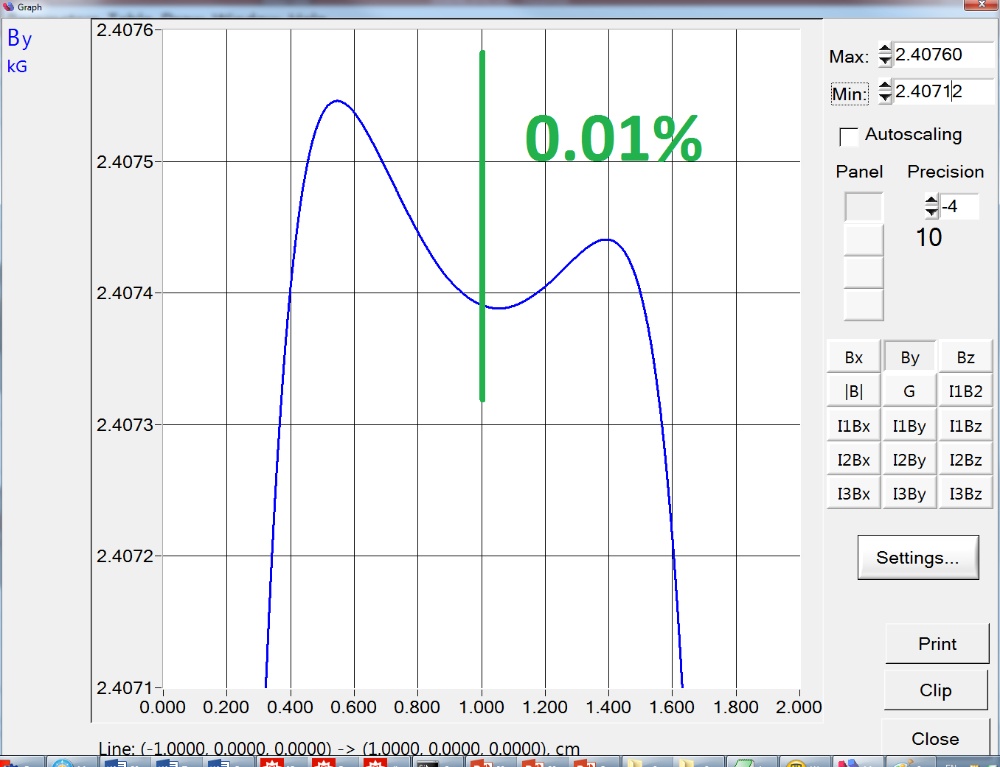 Graph
By
kG
2.4076
2.4075
2.4074
2.4073
2.4072
2.4071
0.000 0.200 0.400 0.600 0.800 1.000 1.200 1.400 1.600 1.800 2.000
0.01%
Line: (-1.0000, 0.0000, 0.0000) -> (1.0000, 0.0000, 0.0000), cm
Max: 2.40760
Min: 2.40712
Autoscaling
Panel Precision
-4
10
Bx By Bz
|B| G I1B2
I1Bx I1By I1Bz
I2Bx I2By I2Bz
I3Bx I3By I3Bz
Settings...
Print
Clip
Close